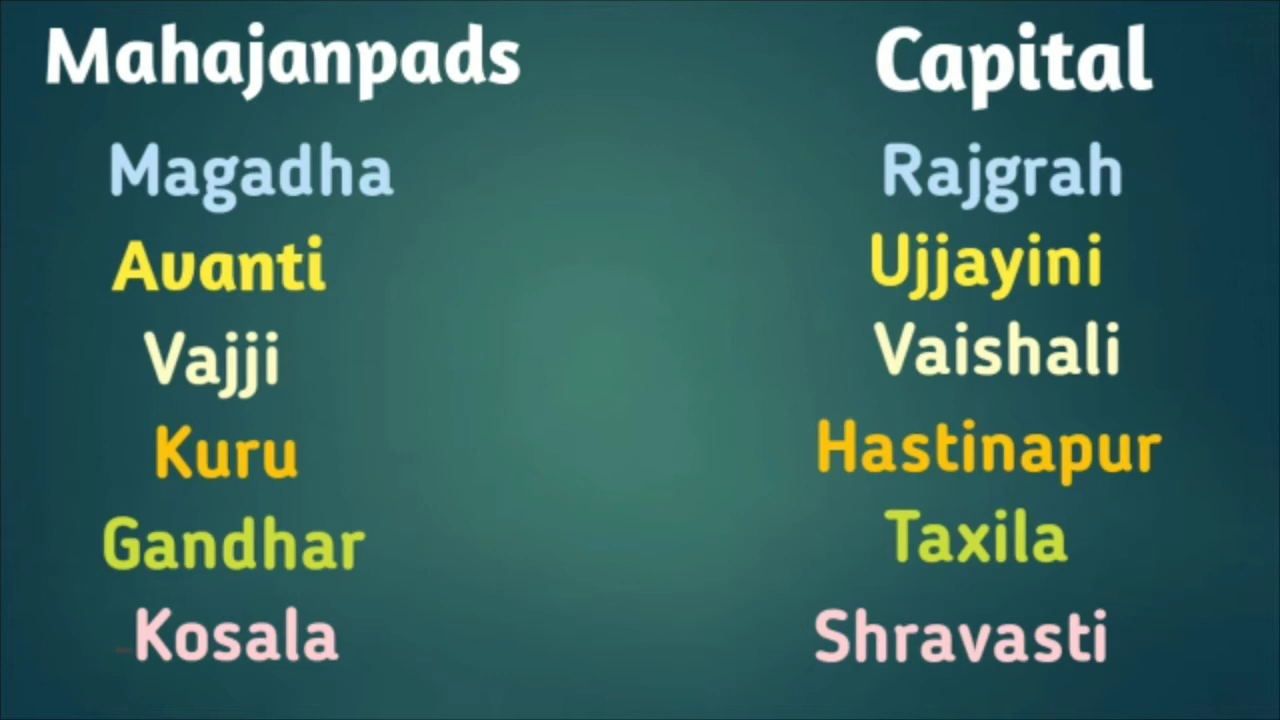 Mahajanpads Capital
Magadha Rajgrah
Avanti Ujjayini
Vajji Vaishali
Kuru Hastinapur
Gandhar Taxila
Kosala Shravasti